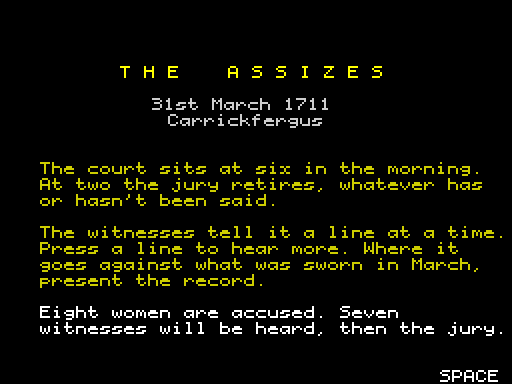 THE ASSIZES
31st March 1711
Carrickfergus
The court sits at six in the morning.
At two the jury retires, whatever has
or hasn't been said.
The witnesses tell it a line at a time.
Press a line to hear more. Where it
goes against what was sworn in March,
present the record.
Eight women are accused. Seven
witnesses will be heard, then the jury.
SPACE